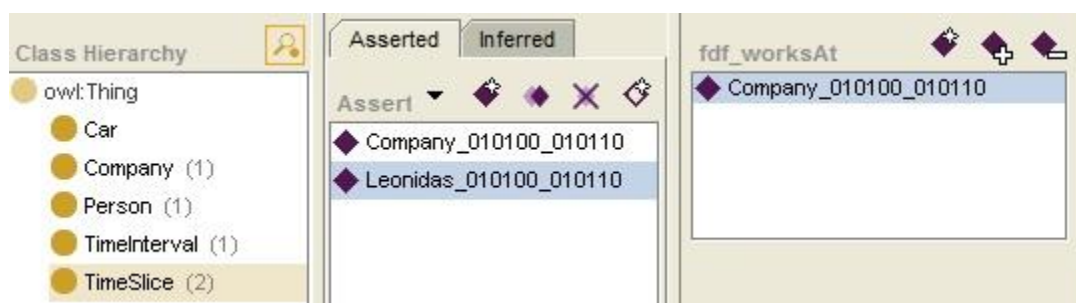 Class Hierarchy
owl:Thing
Car
Company (1)
Person (1)
TimeInterval (1)
TimeSlice (2)
Asserted Inferred
Assert
Company_010100_010110
Leonidas_010100_010110
fdf_worksAt
Company_010100_010110